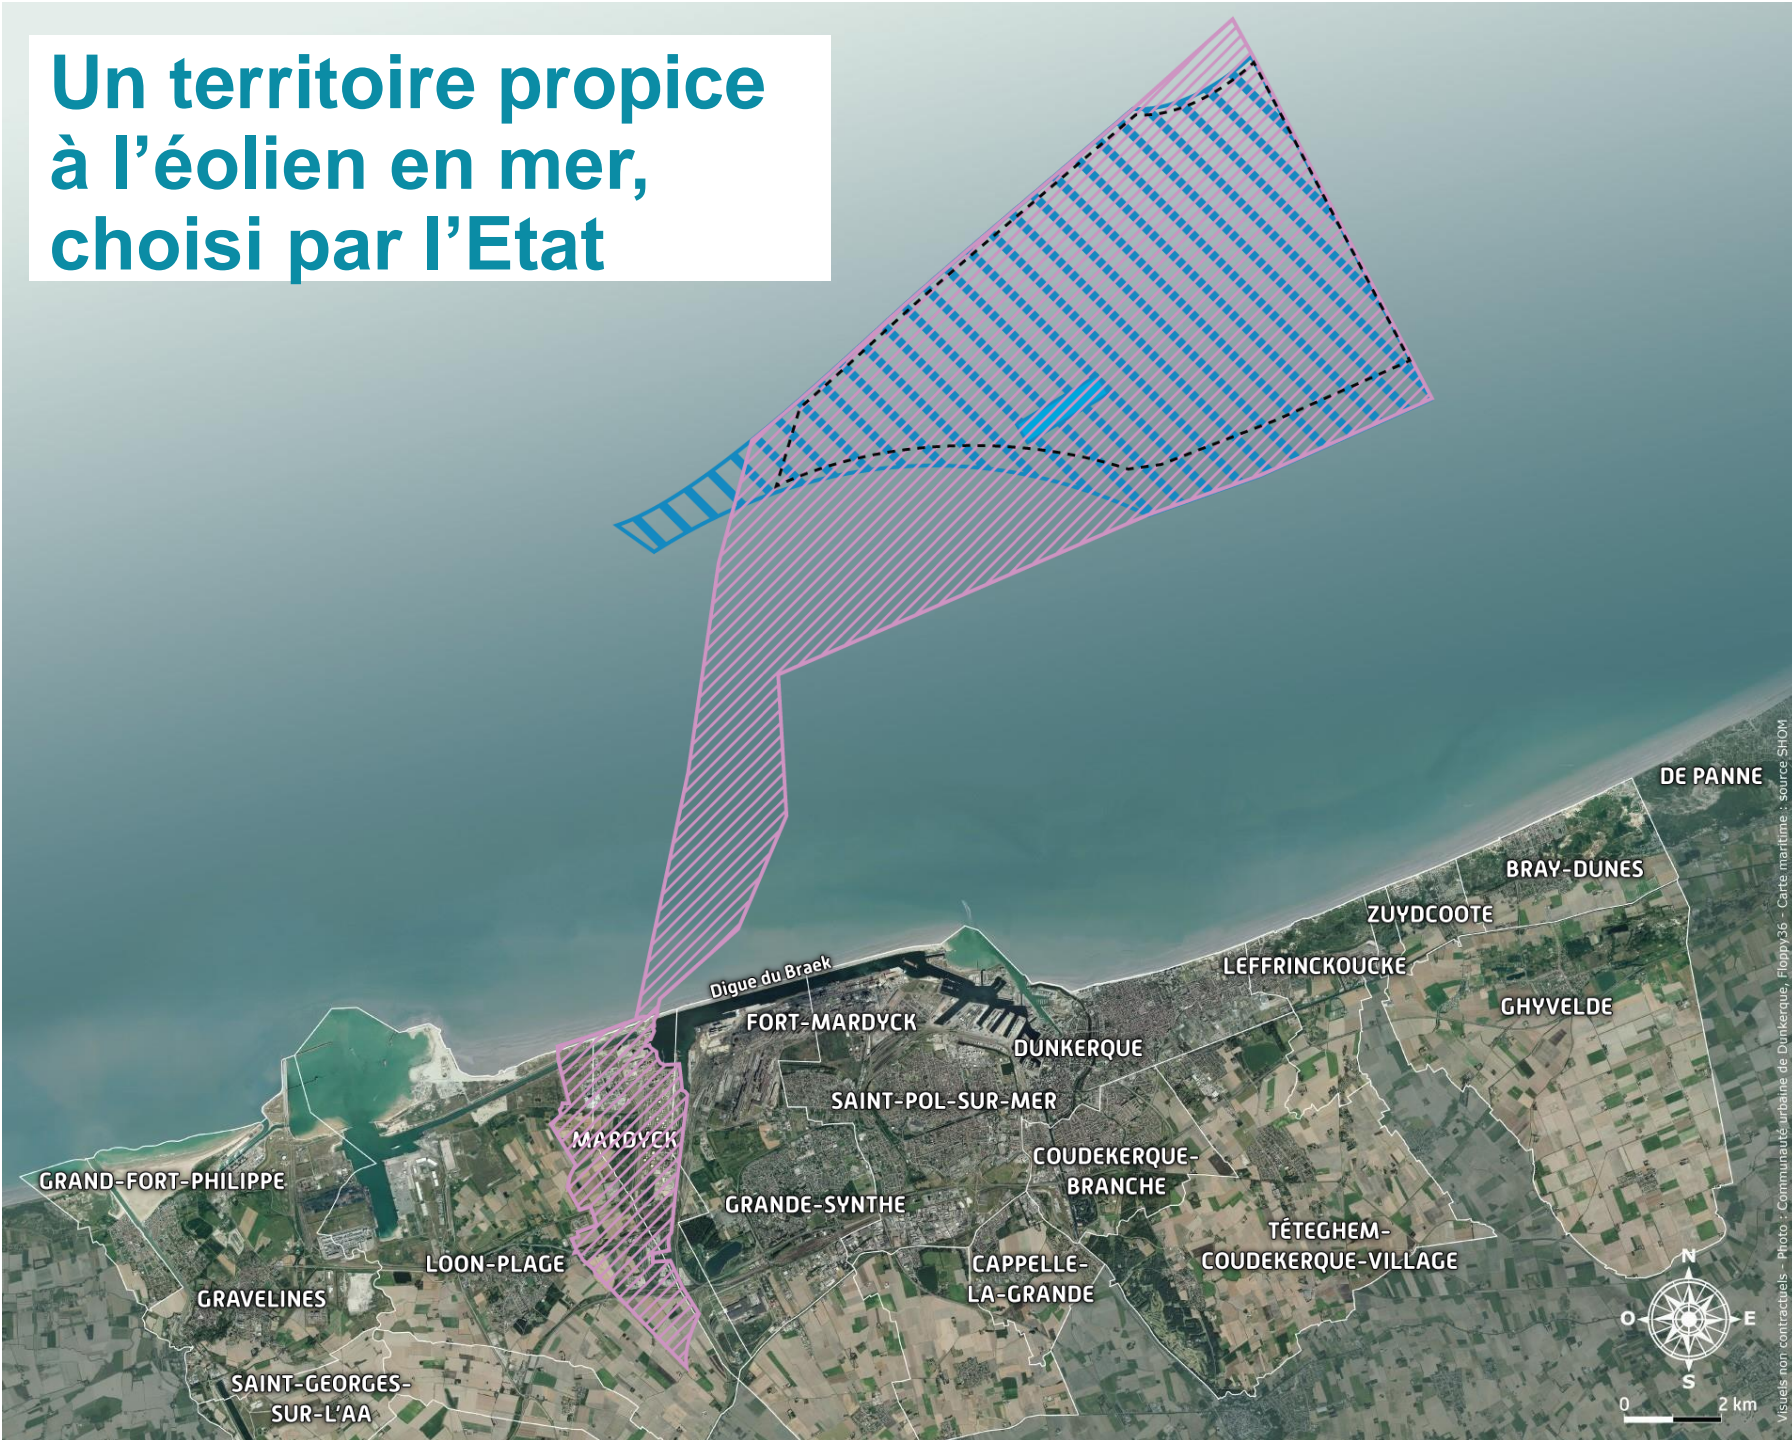 Un territoire propice
à l’éolien en mer,
choisi par l’Etat
DE PANNE
BRAY-DUNES
ZUYDCOOTE
LEFFRINCKOUCKE
GHYVELDE
Digue du Braek
FORT-MARDYCK
DUNKERQUE
SAINT-POL-SUR-MER
MARDYCK
COUDEKERQUE-
BRANCHE
GRAND-FORT-PHILIPPE
GRANDE-SYNTHE
TÉTEGHEM-
COUDEKERQUE-VILLAGE
LOON-PLAGE
CAPPELLE-
LA-GRANDE
GRAVELINES
SAINT-GEORGES-
SUR-L'AA
N
O
E
S
0
2 km
Visuels non contractuels - Photo : Communauté urbaine de Dunkerque, Floppy36 - Carte maritime : source SHOM